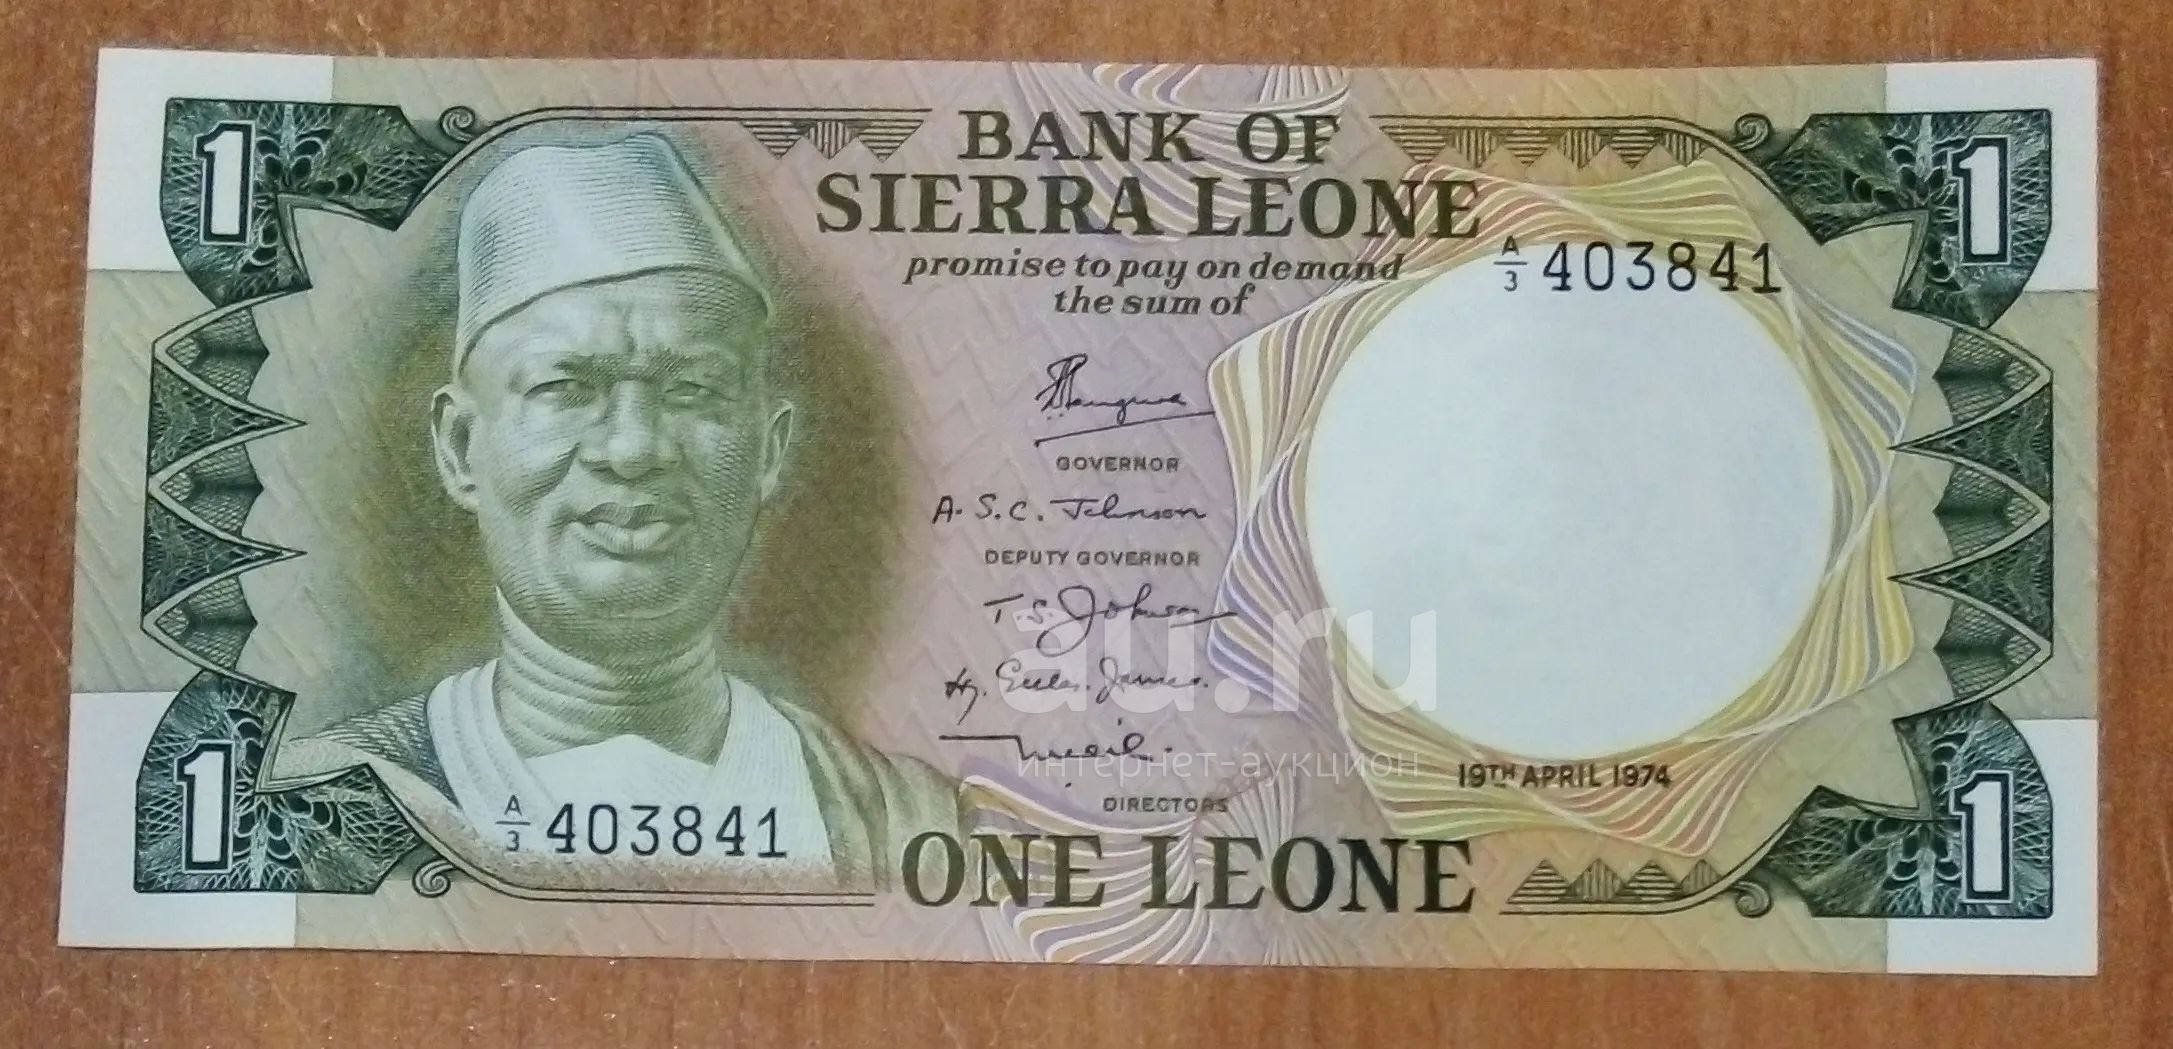 1
1
BANK OF
SIERRA LEONE
promise to pay on demand
the sum of
A/3 403841
GOVERNOR
A. S. C. Johnson
DEPUTY GOVERNOR
T. S. Johnson
au.ru
интернет-аукцион
19TH APRIL 1974
DIRECTORS
A/3 403841
ONE LEONE
1
1